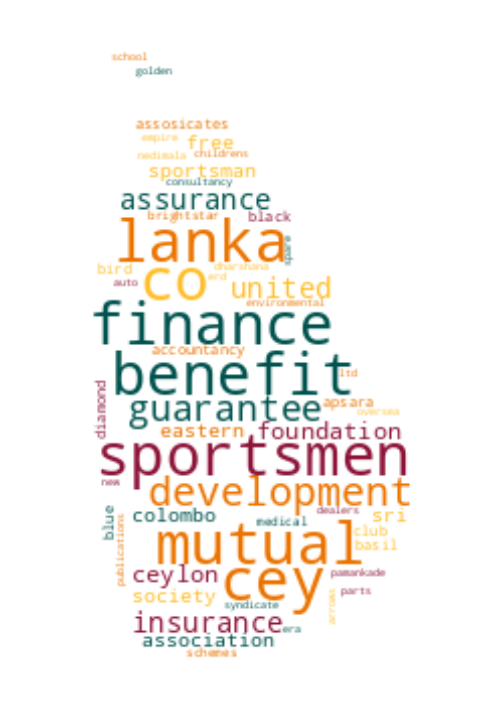 school
golden
assosicates
empire
free
nedimala childrens
sportsman
consultancy
assurance
brightstar black
lanka
spare
bird dharshana
co erd
auto united
environmental
finance
accountancy
benefit ltd
diamond
guarantee apsara
oversea
eastern foundation
sportsmen
new development
blue
publications
colombo medical dealers sri
mutual club
basil
ceylon pamankade
cey parts
society
syndicate
arrows
insurance era
association
schemes